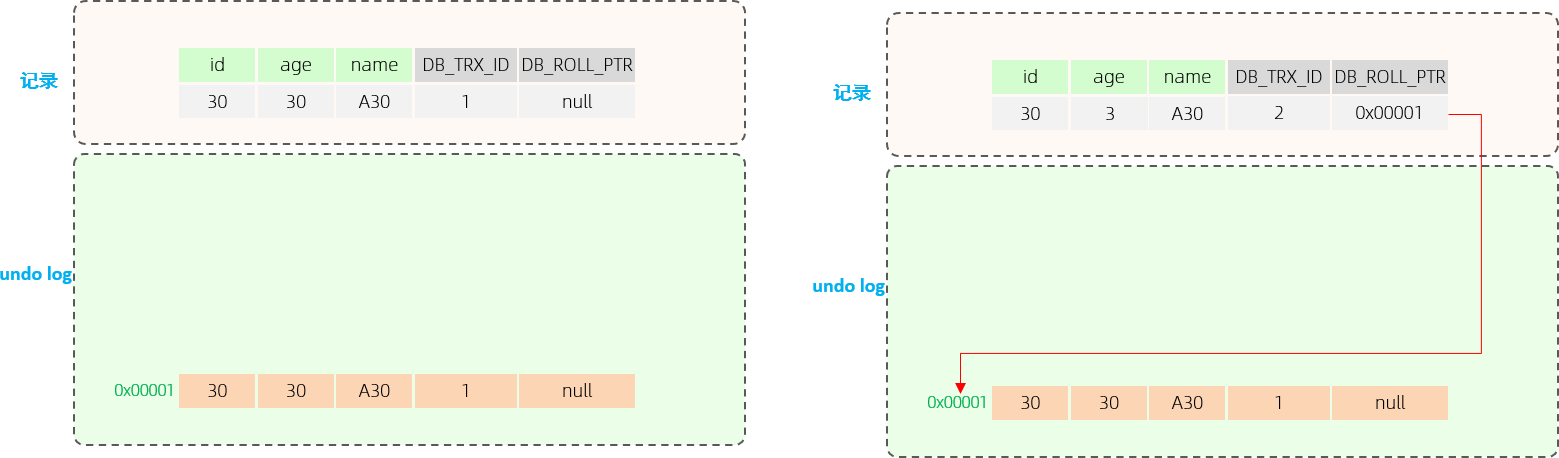 id age name DB_TRX_ID DB_ROLL_PTR
记录
30 30 A30 1 null
undo log
0x00001 30 30 A30 1 null
id age name DB_TRX_ID DB_ROLL_PTR
记录
30 3 A30 2 0x00001
undo log
0x00001 30 30 A30 1 null